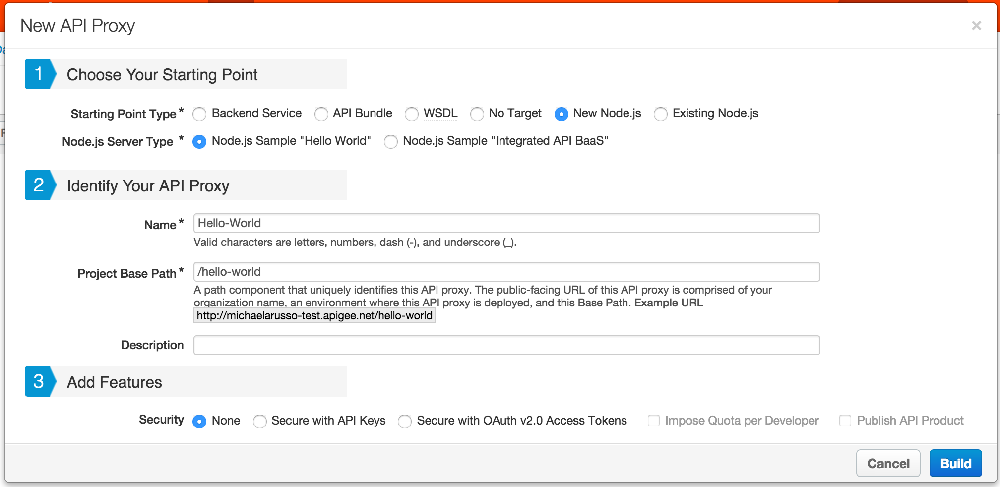 New API Proxy ×
1 Choose Your Starting Point
Starting Point Type * Backend Service API Bundle WSDL No Target New Node.js Existing Node.js
Node.js Server Type * Node.js Sample "Hello World" Node.js Sample "Integrated API BaaS"
2 Identify Your API Proxy
Name * Hello-World
Valid characters are letters, numbers, dash (-), and underscore (_).
Project Base Path * /hello-world
A path component that uniquely identifies this API proxy. The public-facing URL of this API proxy is comprised of your
organization name, an environment where this API proxy is deployed, and this Base Path. Example URL
http://michaelarusso-test.apigee.net/hello-world
Description
3 Add Features
Security None Secure with API Keys Secure with OAuth v2.0 Access Tokens Impose Quota per Developer Publish API Product
Cancel Build